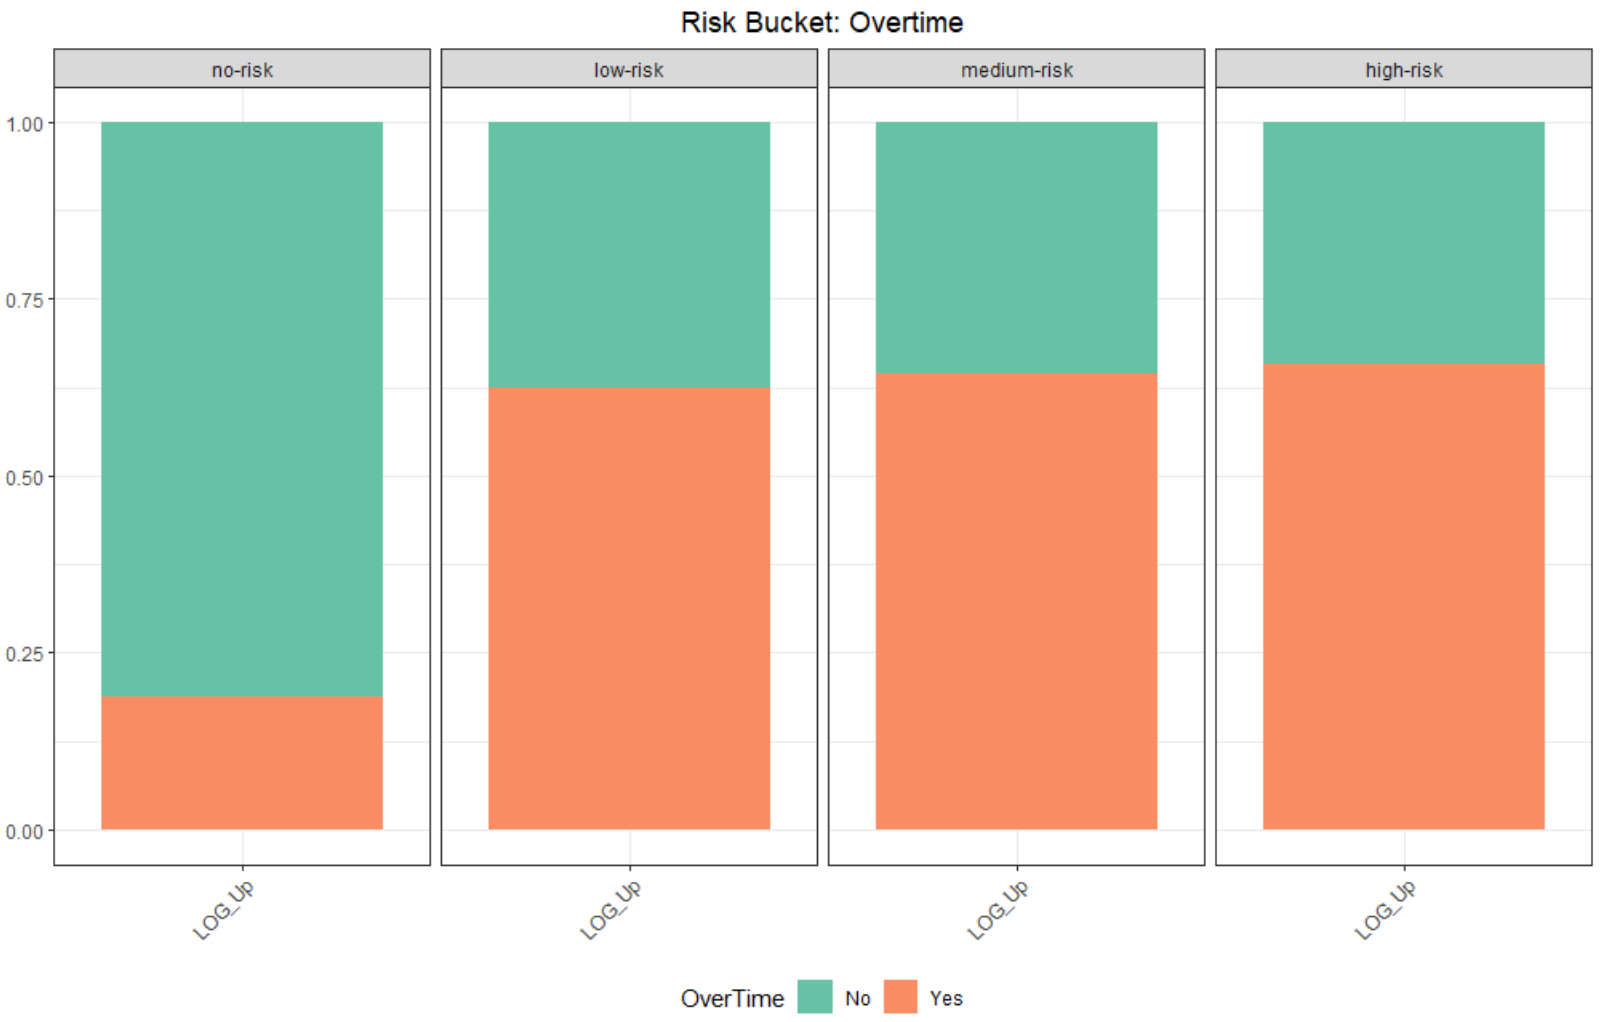 Risk Bucket: Overtime
no-risk
low-risk
medium-risk
high-risk
1.00
0.75
0.50
0.25
0.00
LOG_Up
LOG_Up
LOG_Up
LOG_Up
OverTime No Yes